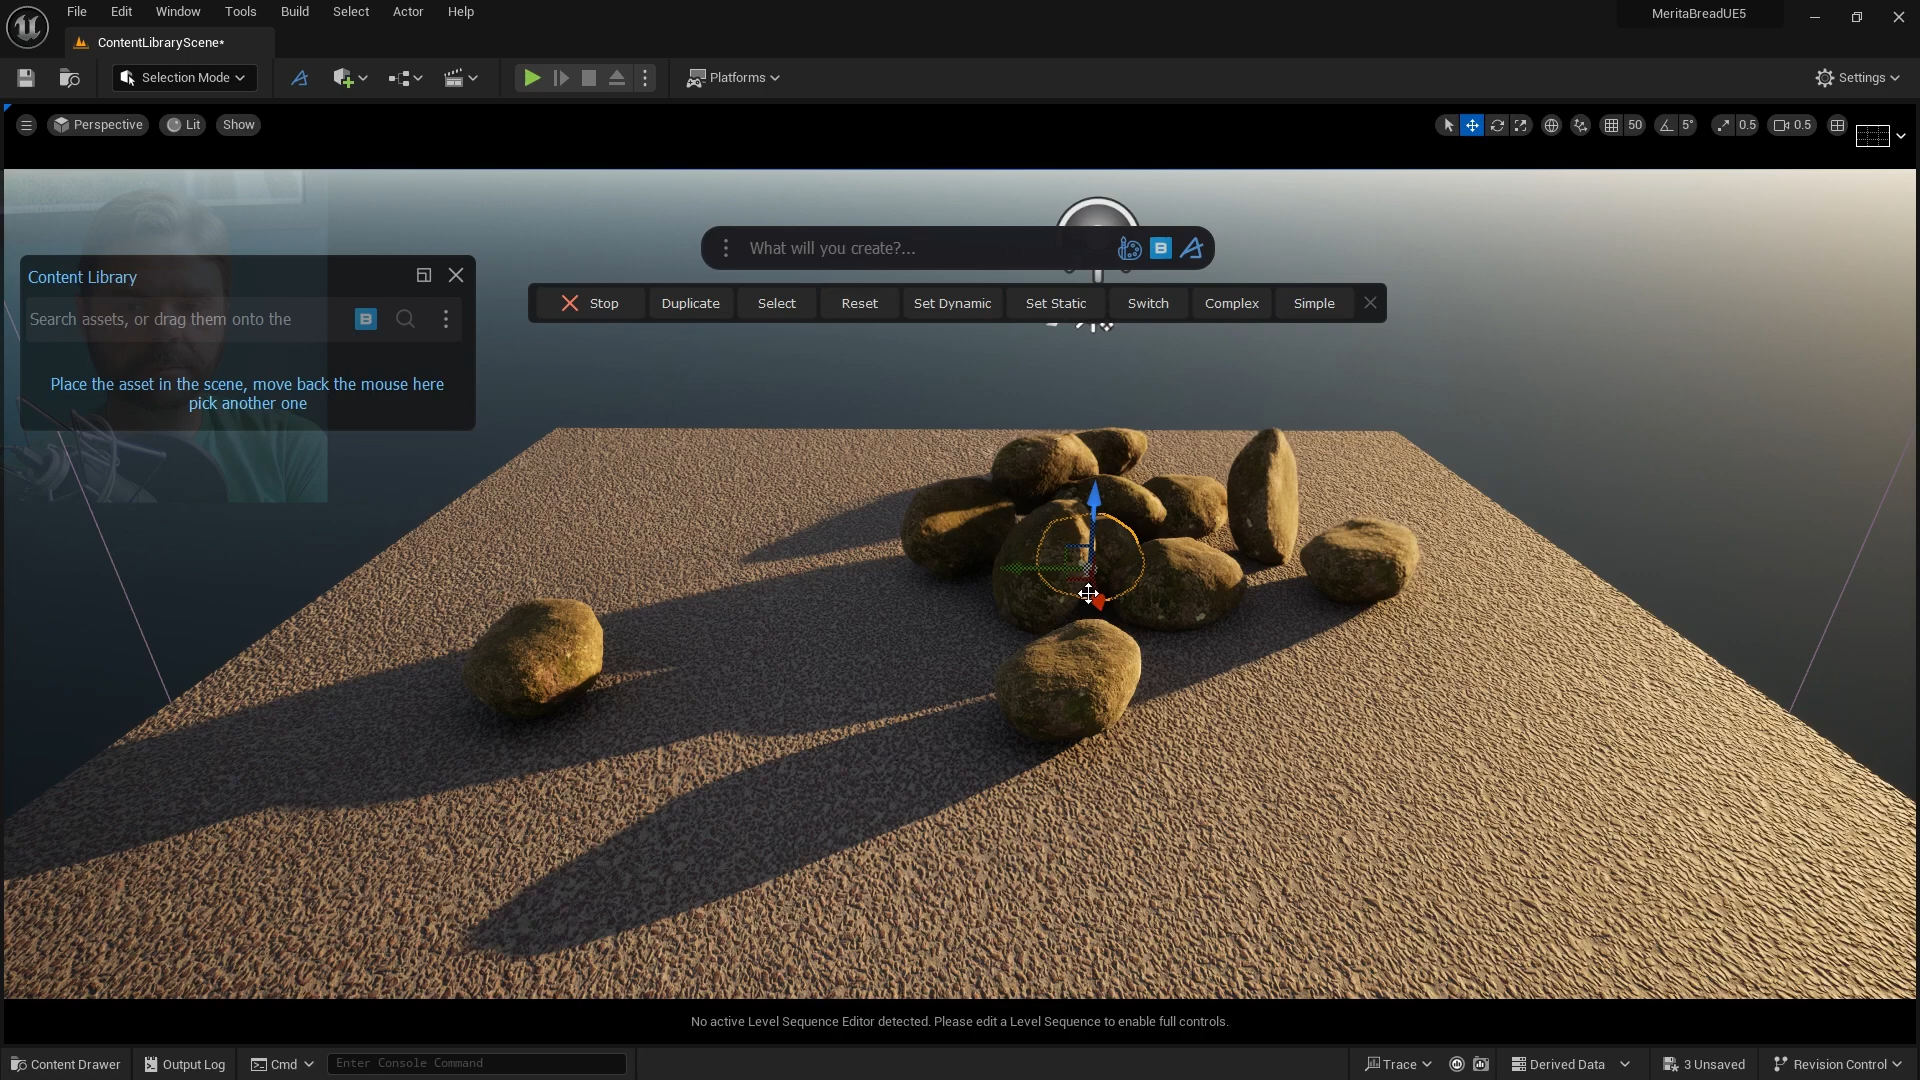 File Edit Window Tools Build Select Actor Help
MeritaBreadUE5
ContentLibraryScene*
Selection Mode
Platforms
Settings
Perspective
Lit
Show
50
5°
0.5
0.5
What will you create?...
B
Content Library
Search assets, or drag them onto the
B
Place the asset in the scene, move back the mouse here
pick another one
Stop Duplicate Select Reset Set Dynamic Set Static Switch Complex Simple
No active Level Sequence Editor detected. Please edit a Level Sequence to enable full controls.
Content Drawer
Output Log
Cmd
Enter Console Command
Trace
Derived Data
3 Unsaved
Revision Control